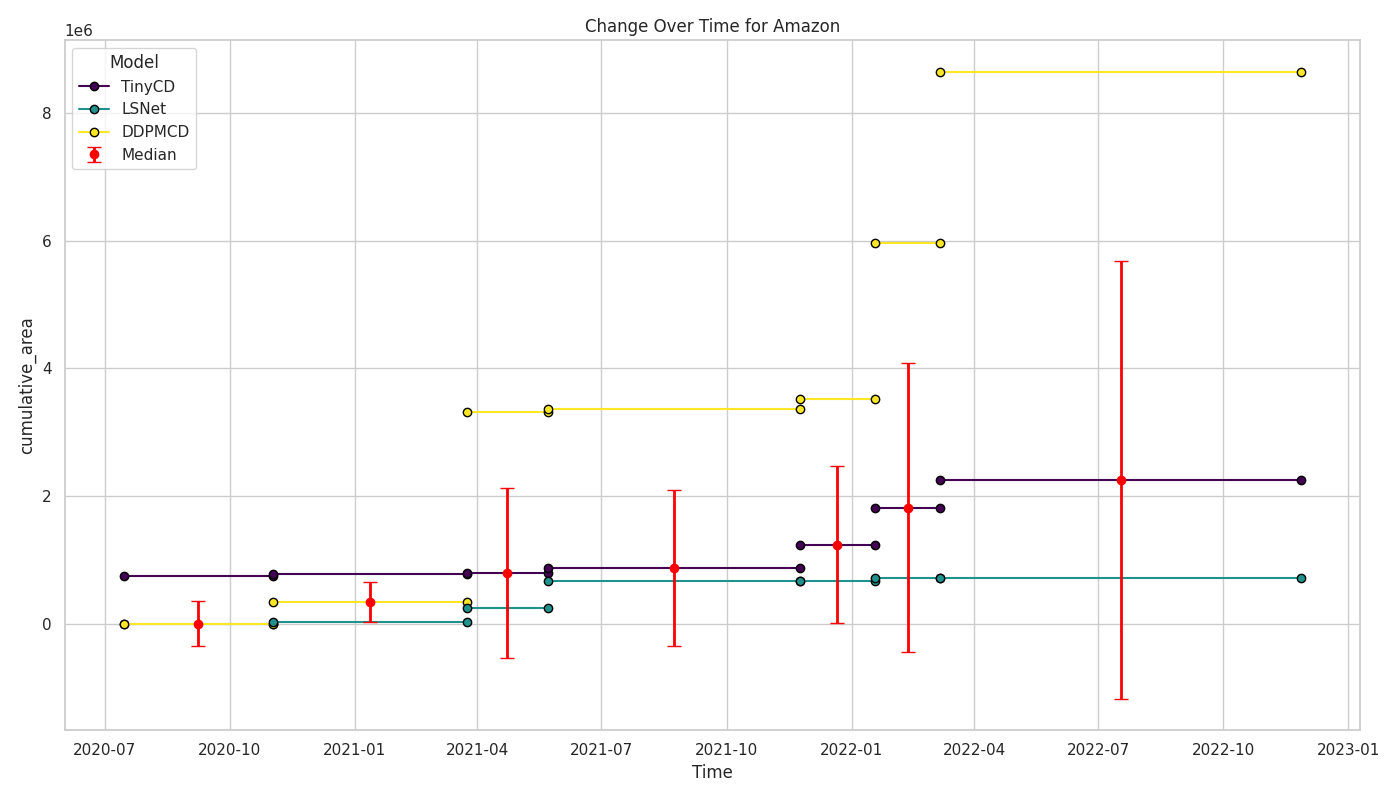 Change Over Time for Amazon
1e6
Model
TinyCD
LSNet
DDPMCD
Median
8
6
4
2
0
cumulative_area
2020-07
2020-10
2021-01
2021-04
2021-07
2021-10
2022-01
2022-04
2022-07
2022-10
2023-01
Time